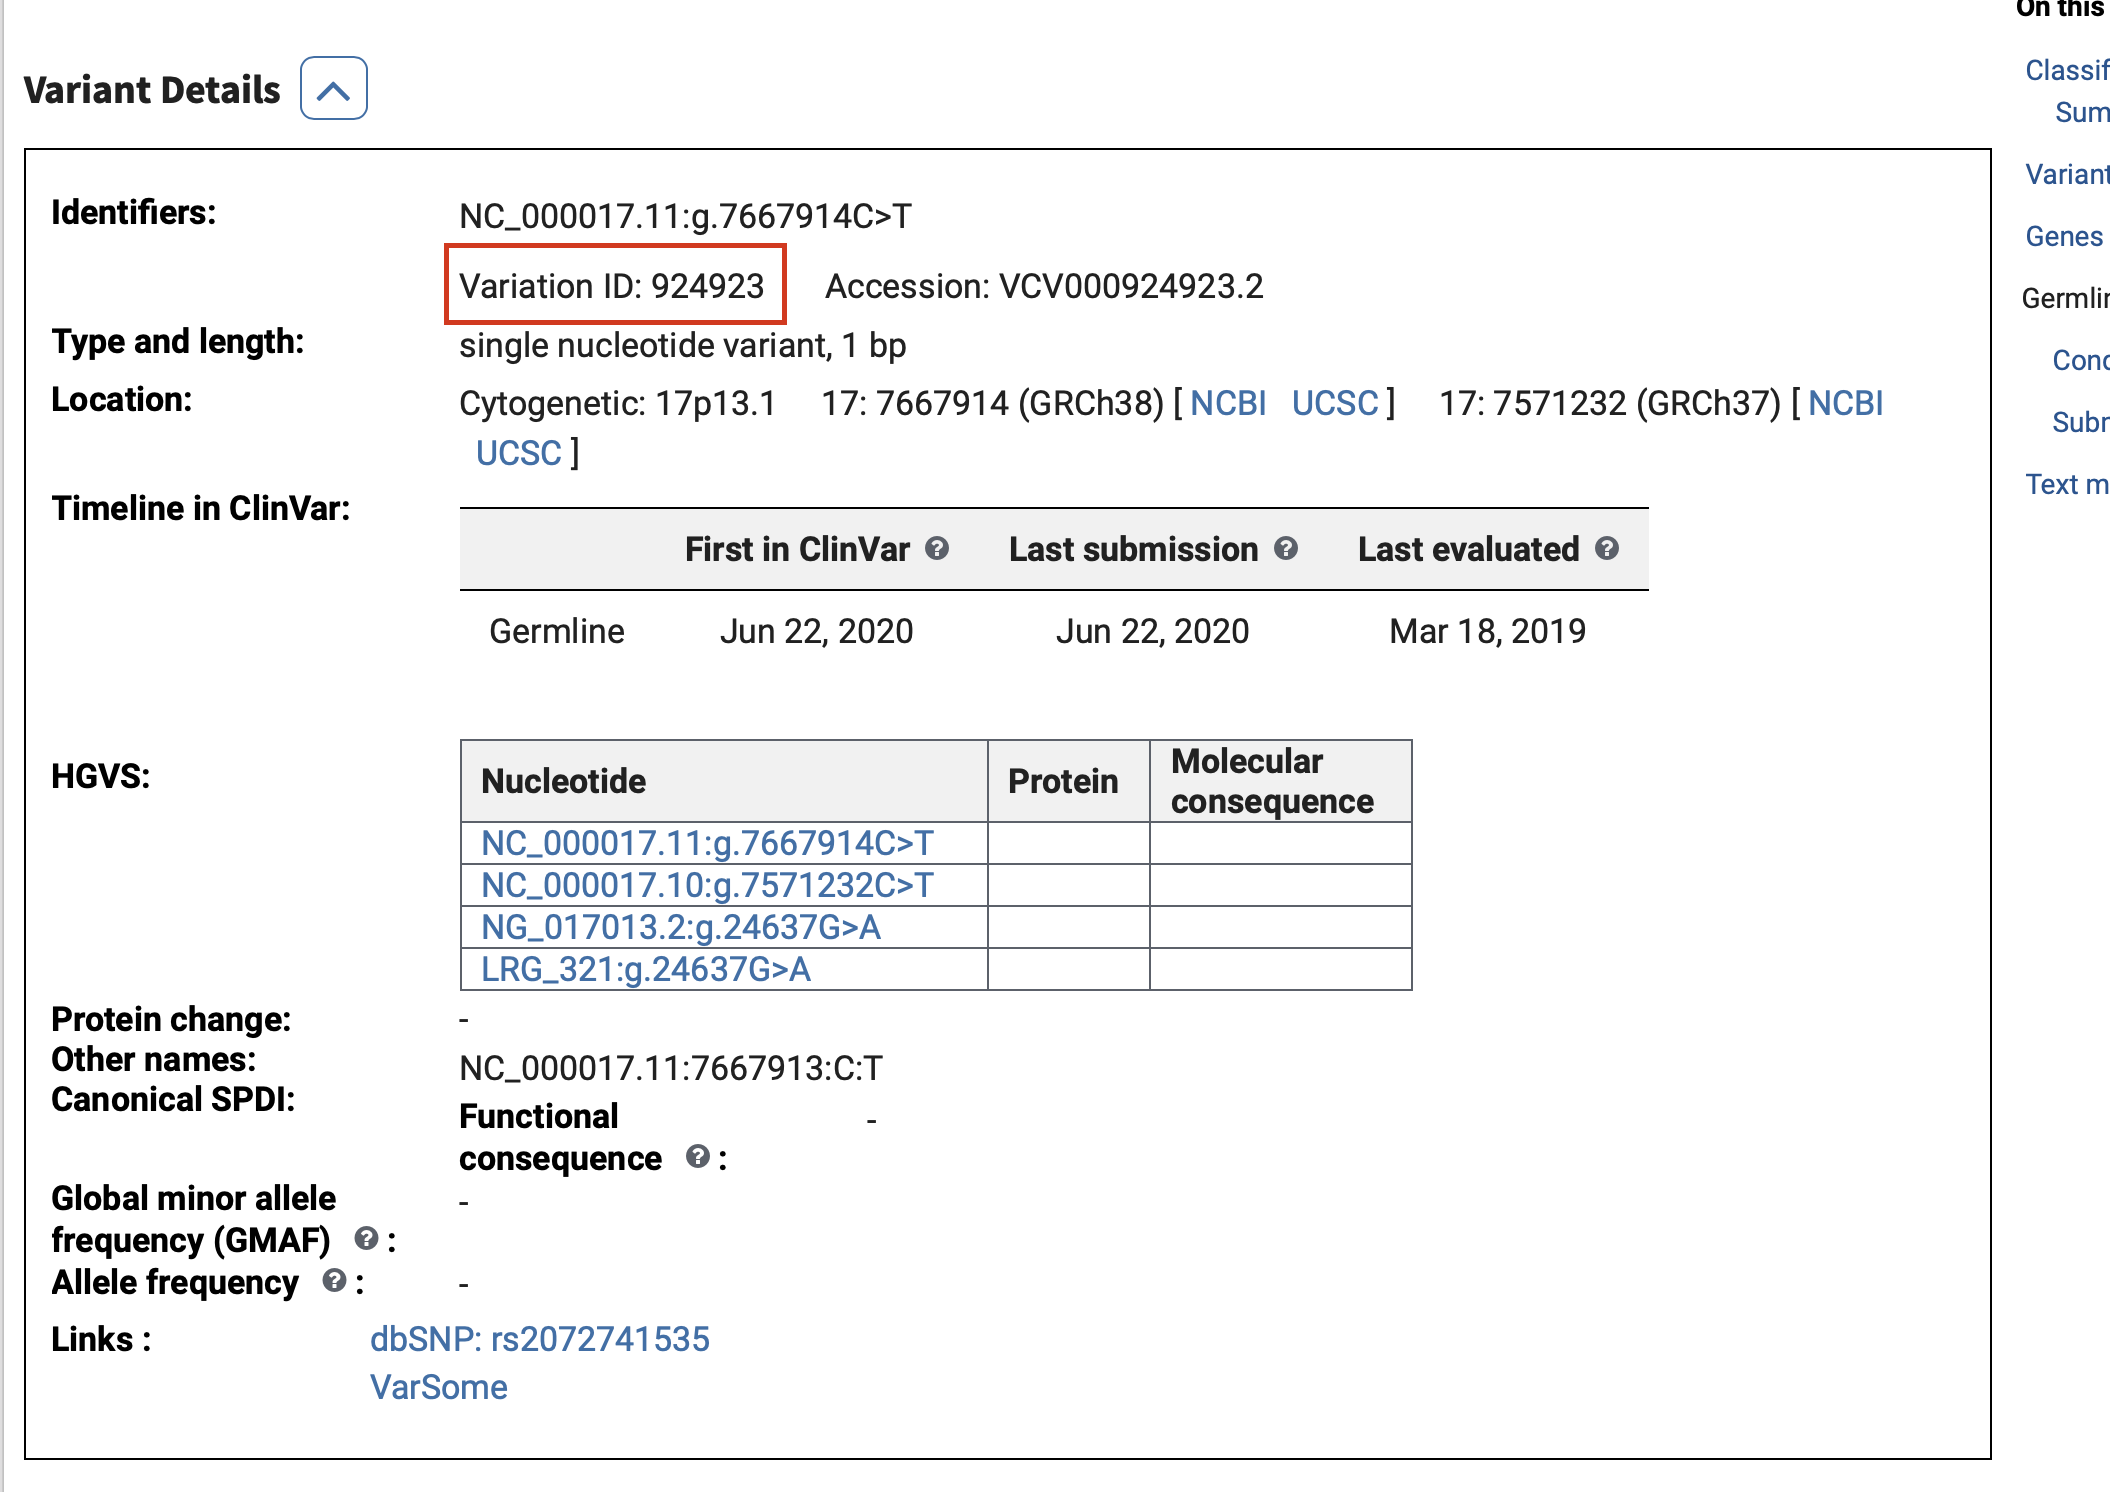 On this
Variant Details
Classif
Sum
Variant
Genes
Germlin
Conc
Subr
Text m
Identifiers:
NC_000017.11:g.7667914C>T
Variation ID: 924923 Accession: VCV000924923.2
Type and length:
single nucleotide variant, 1 bp
Location:
Cytogenetic: 17p13.1 17: 7667914 (GRCh38) [ NCBI UCSC ] 17: 7571232 (GRCh37) [ NCBI
UCSC ]
Timeline in ClinVar:
First in ClinVar ? Last submission ? Last evaluated ?
Germline Jun 22, 2020 Jun 22, 2020 Mar 18, 2019
HGVS:
Nucleotide Protein Molecular
consequence
NC_000017.11:g.7667914C>T
NC_000017.10:g.7571232C>T
NG_017013.2:g.24637G>A
LRG_321:g.24637G>A
Protein change:
-
Other names:
NC_000017.11:7667913:C:T
Canonical SPDI:
Functional -
consequence ? :
Global minor allele -
frequency (GMAF) ? :
Allele frequency ? : -
Links : dbSNP: rs2072741535
VarSome